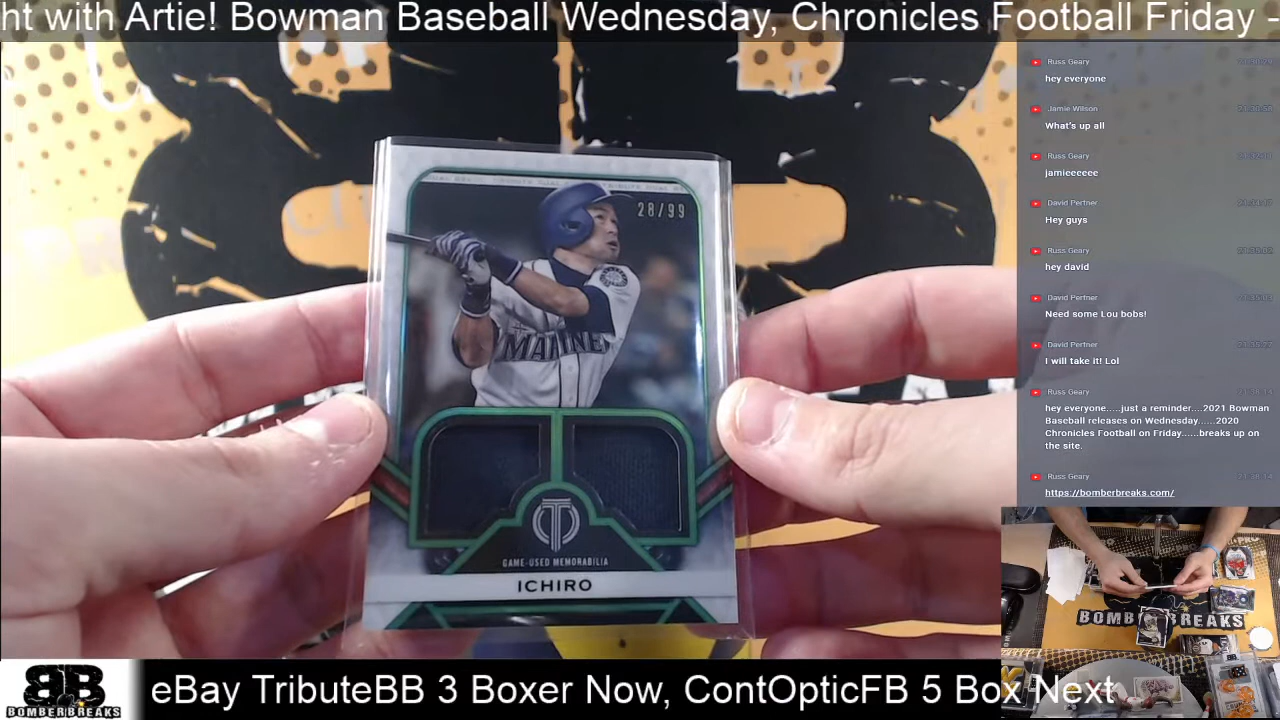 ht with Artie! Bowman Baseball Wednesday, Chronicles Football Friday -
Russ Geary
hey everyone
Jamie Wilson
What's up all
Russ Geary
jamieeeeee
David Pertner
Hey guys
Russ Geary
hey david
David Pertner
Need some Lou bobs!
David Pertner
I will take it! Lol
Russ Geary
hey everyone.....just a reminder....2021 Bowman
Baseball releases on Wednesday......2020
Chronicles Football on Friday......breaks up on
the site.
Russ Geary
https://bomberbreaks.com/
28/99
MARINE
GAME-USED MEMORABILIA
ICHIRO
BOMB BREAKS
BB
BOMBERBREAKS
eBay TributeBB 3 Boxer Now, ContOpticFB 5 Box Next